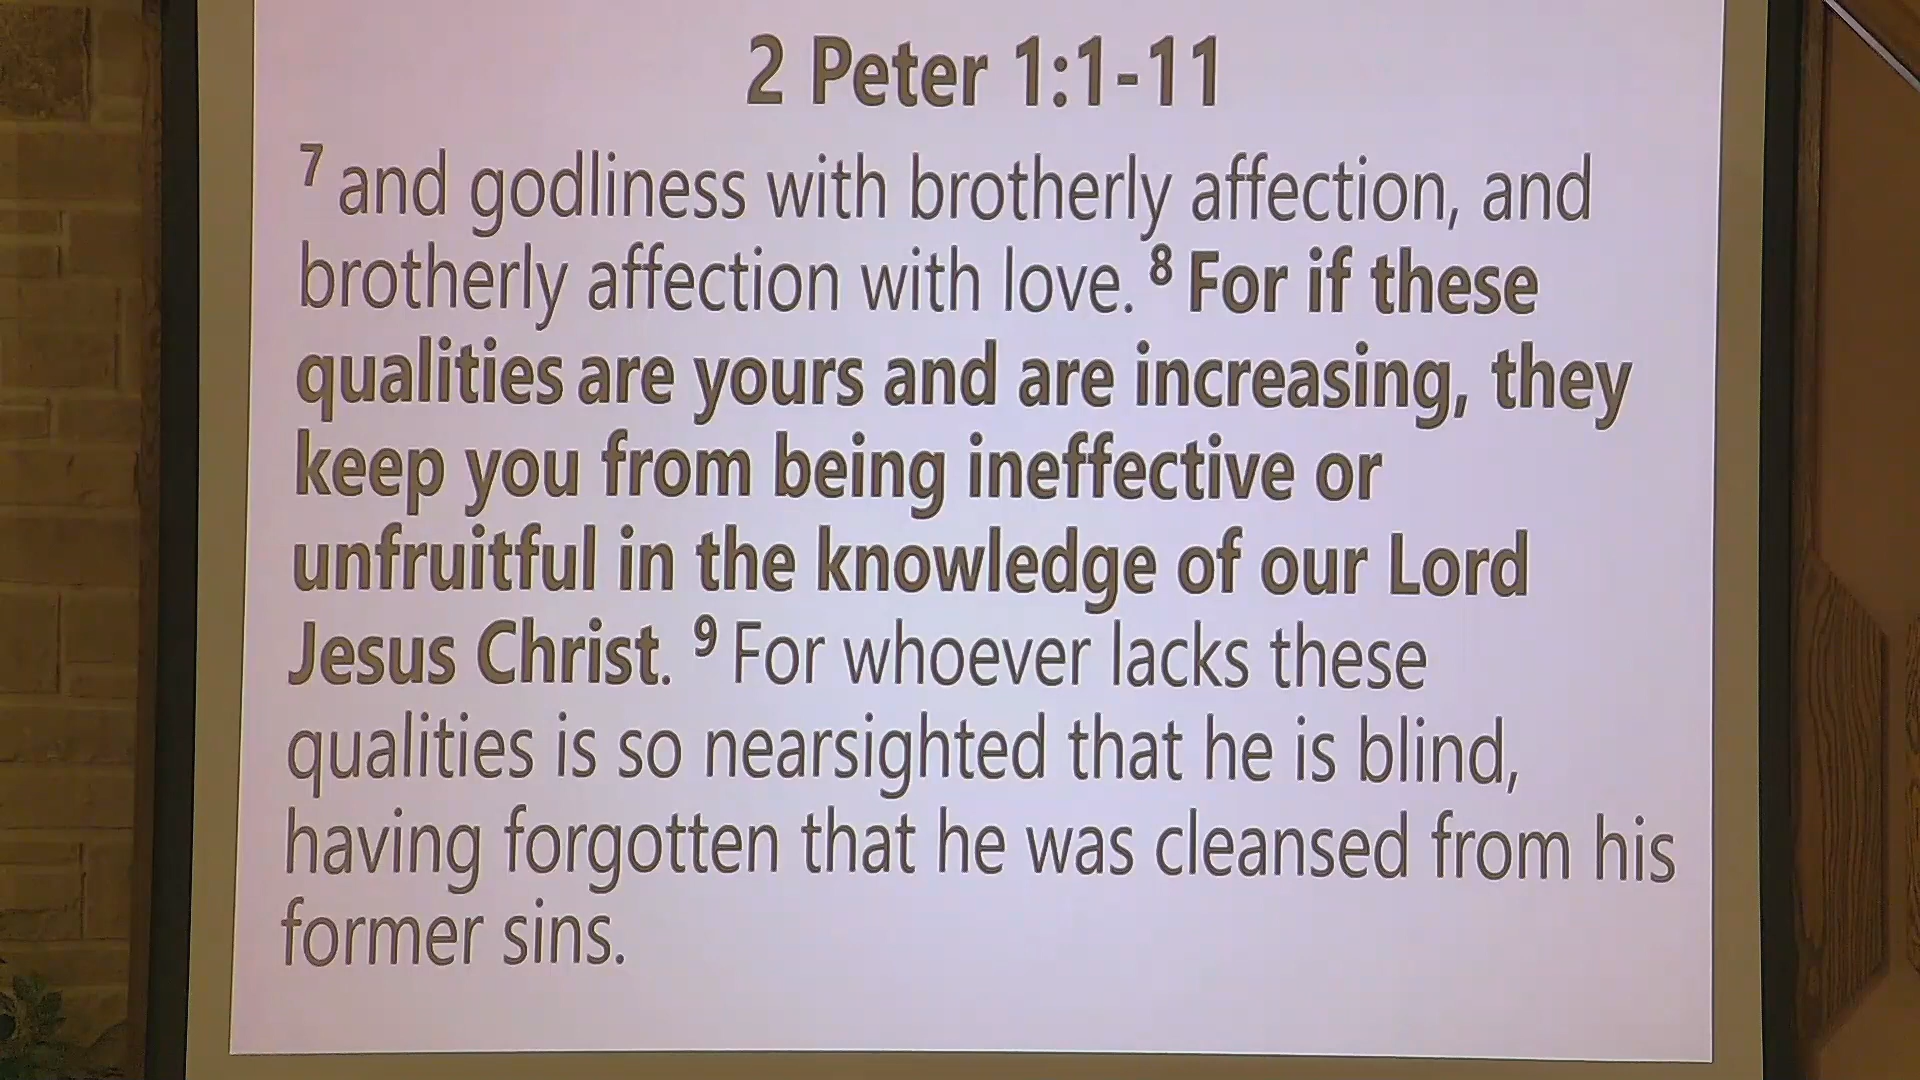 2 Peter 1:1-11
7 and godliness with brotherly affection, and
brotherly affection with love. 8 For if these
qualities are yours and are increasing, they
keep you from being ineffective or
unfruitful in the knowledge of our Lord
Jesus Christ. 9 For whoever lacks these
qualities is so nearsighted that he is blind,
having forgotten that he was cleansed from his
former sins.